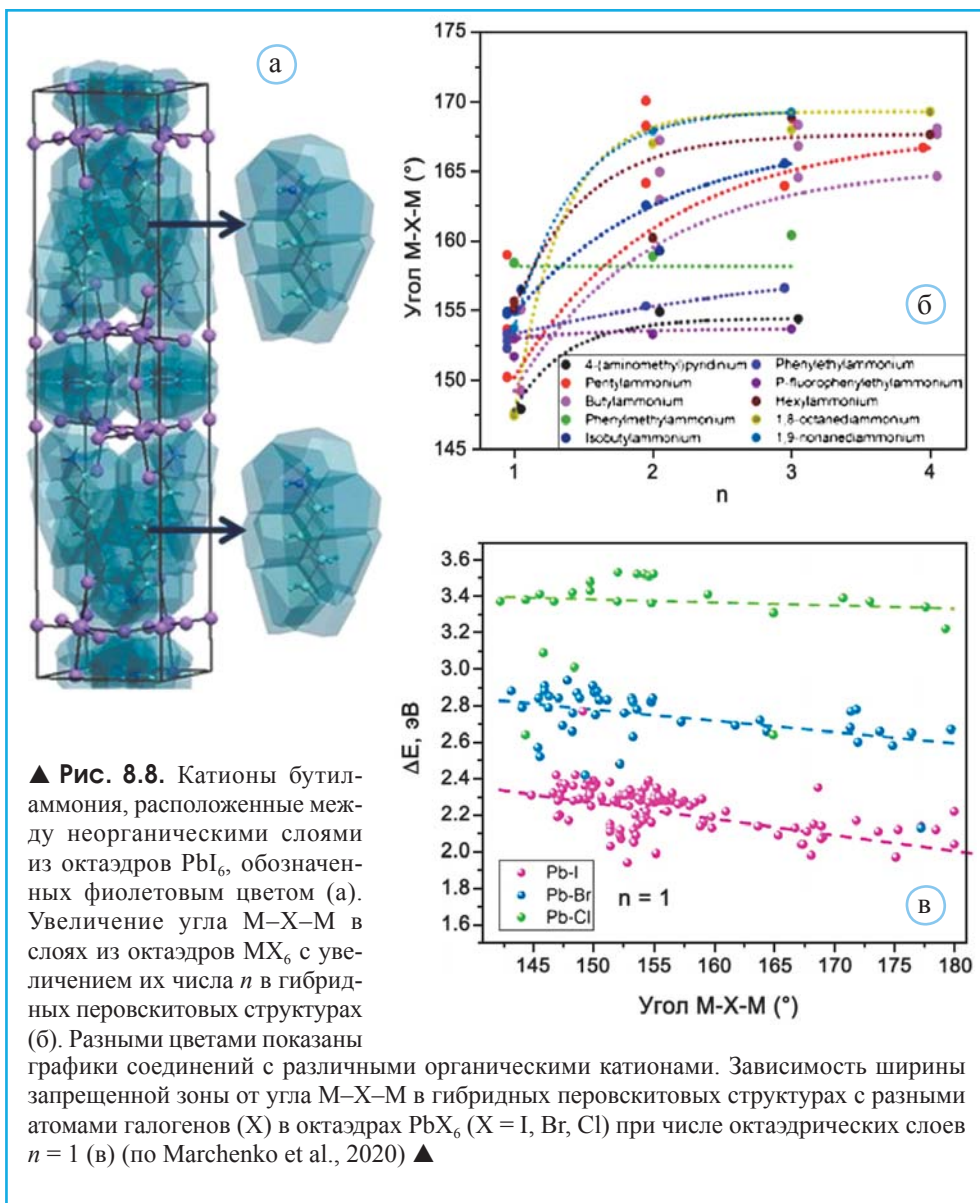 а
175
170
165
160
155
150
145
Угол M-X-M (°)
б
4-(aminomethyl)pyridinium
Pentylammonium
Butylammonium
Phenylmethylammonium
Isobutylammonium
Phenylethylammonium
P-fluorophenylethylammonium
Hexylammonium
1,8-octanediammonium
1,9-nonanediammonium
1 2 3 4
n
3.6
3.4
3.2
3.0
2.8
2.6
2.4
2.2
2.0
1.8
1.6
ΔE, эВ
Pb-I
Pb-Br
Pb-Cl
n = 1
в
145 150 155 160 165 170 175 180
Угол M-X-M (°)
▲ Рис. 8.8. Катионы бутил-
аммония, расположенные меж-
ду неорганическими слоями
из октаэдров PbI₆, обозначен-
ных фиолетовым цветом (а).
Увеличение угла M–X–M в
слоях из октаэдров MX₆ с уве-
личением их числа n в гибрид-
ных перовскитовых структурах
(б). Разными цветами показаны
графики соединений с различными органическими катионами. Зависимость ширины
запрещенной зоны от угла M–X–M в гибридных перовскитовых структурах с разными
атомами галогенов (X) в октаэдрах PbX₆ (X = I, Br, Cl) при числе октаэдрических слоев
n = 1 (в) (по Marchenko et al., 2020) ▲